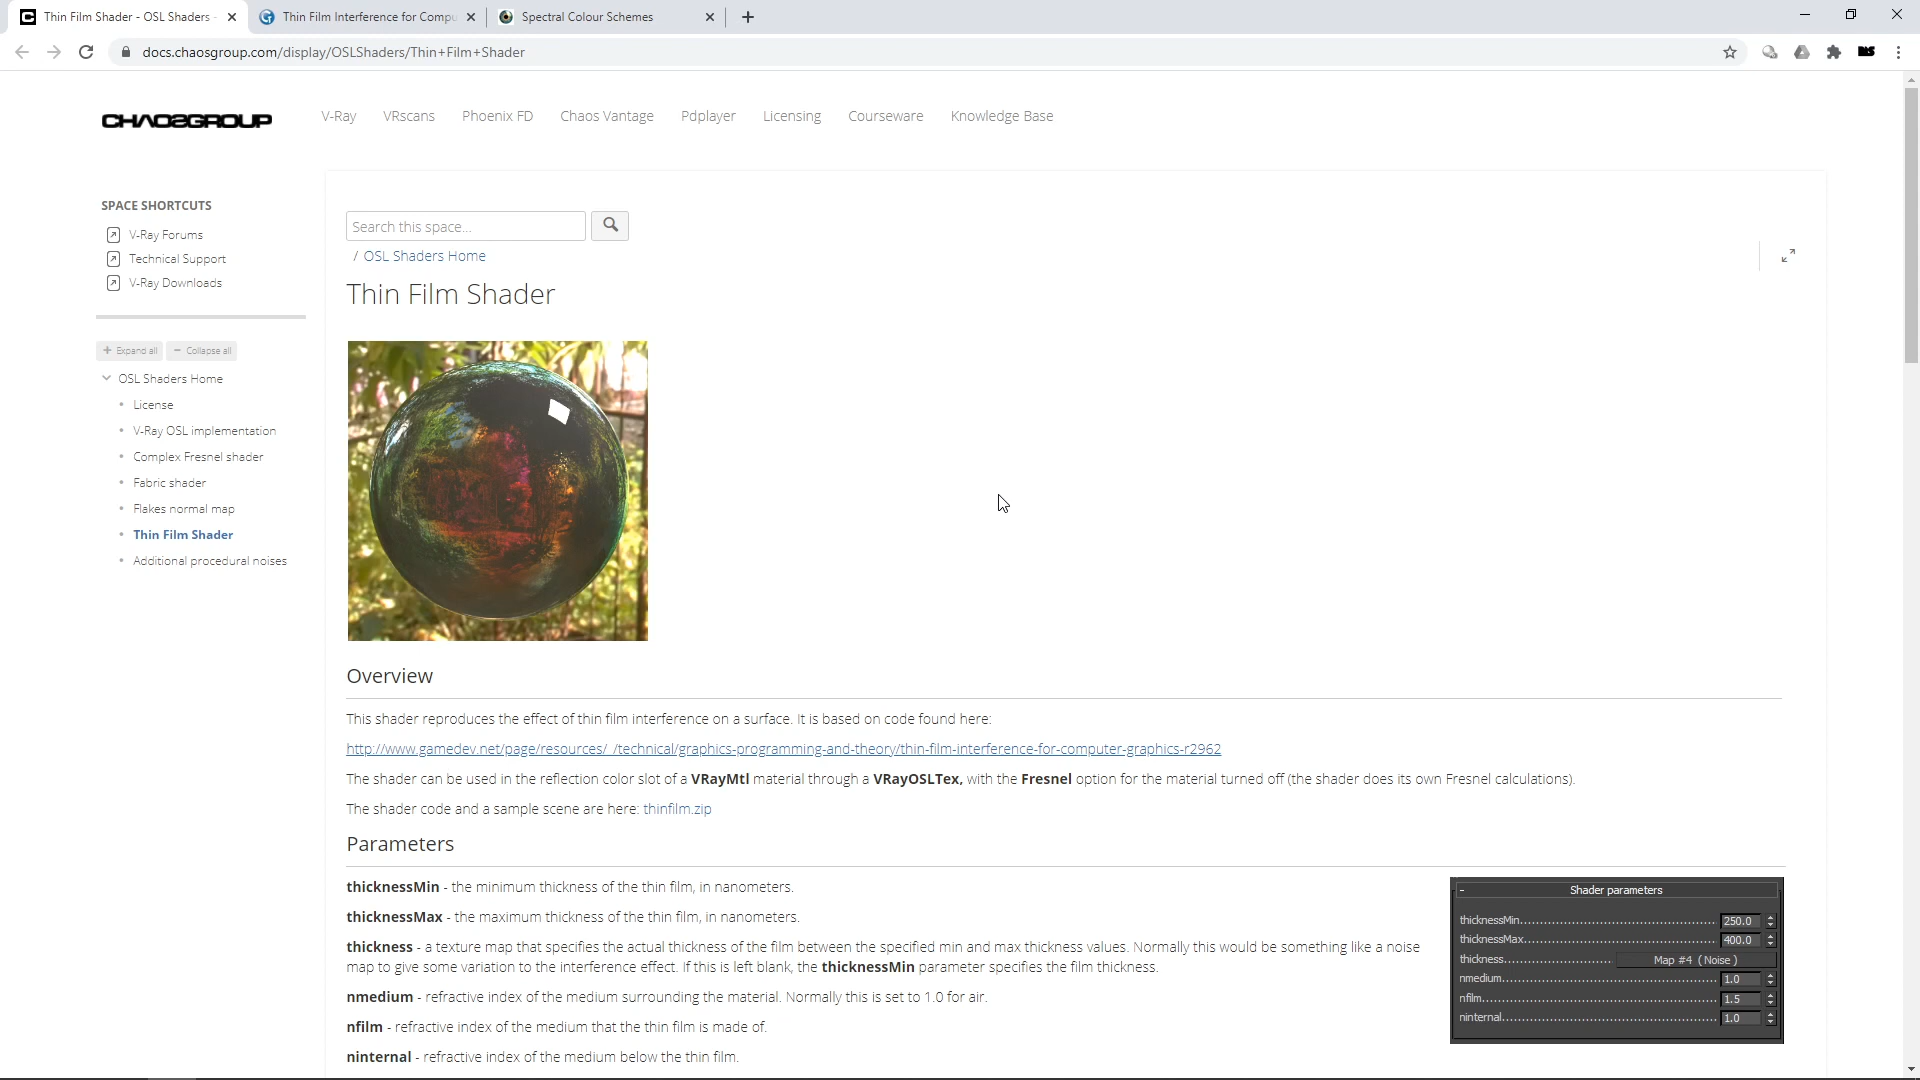 Thin Film Shader - OSL Shaders -
Thin Film Interference for Compu
Spectral Colour Schemes
docs.chaosgroup.com/display/OSLShaders/Thin+Film+Shader
CHAOSGROUP
V-Ray
VRscans
Phoenix FD
Chaos Vantage
Pdplayer
Licensing
Courseware
Knowledge Base
SPACE SHORTCUTS
V-Ray Forums
Technical Support
V-Ray Downloads
Expand all
Collapse all
OSL Shaders Home
License
V-Ray OSL implementation
Complex Fresnel shader
Fabric shader
Flakes normal map
Thin Film Shader
Additional procedural noises
Search this space...
/ OSL Shaders Home
Thin Film Shader
Overview
This shader reproduces the effect of thin film interference on a surface. It is based on code found here:
http://www.gamedev.net/page/resources/_/technical/graphics-programming-and-theory/thin-film-interference-for-computer-graphics-r2962
The shader can be used in the reflection color slot of a VRayMtl material through a VRayOSLTex, with the Fresnel option for the material turned off (the shader does its own Fresnel calculations).
The shader code and a sample scene are here: thinfilm.zip
Parameters
thicknessMin - the minimum thickness of the thin film, in nanometers.
thicknessMax - the maximum thickness of the thin film, in nanometers.
thickness - a texture map that specifies the actual thickness of the film between the specified min and max thickness values. Normally this would be something like a noise
map to give some variation to the interference effect. If this is left blank, the thicknessMin parameter specifies the film thickness.
nmedium - refractive index of the medium surrounding the material. Normally this is set to 1.0 for air.
nfilm - refractive index of the medium that the thin film is made of.
ninternal - refractive index of the medium below the thin film.
- Shader parameters
thicknessMin 250.0
thicknessMax 400.0
thickness Map #4 (Noise)
nmedium 1.0
nfilm 1.5
ninternal 1.0